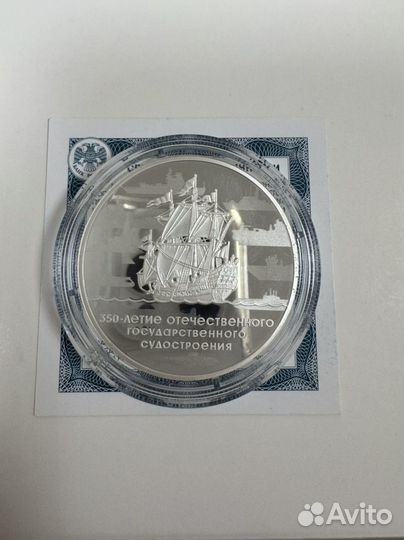 350-ЛЕТИЕ ОТЕЧЕСТВЕННОГО
ГОСУДАРСТВЕННОГО
СУДОСТРОЕНИЯ
Avito